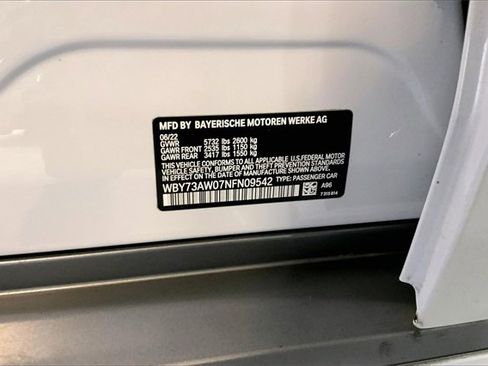 MFD BY BAYERISCHE MOTOREN WERKE AG
06/22
GVWR 5732 lbs 2600 kg
GAWR FRONT 2535 lbs 1150 kg
GAWR REAR 3417 lbs 1550 kg
THIS VEHICLE CONFORMS TO ALL APPLICABLE U.S.FEDERAL MOTOR
VEHICLE SAFETY, BUMPER, AND THEFT PREVENTION STANDARDS
IN EFFECT ON THE DATE OF MANUFACTURE SHOWN ABOVE.
WBY73AW07NFN09542 TYPE: PASSENGER CAR
A96